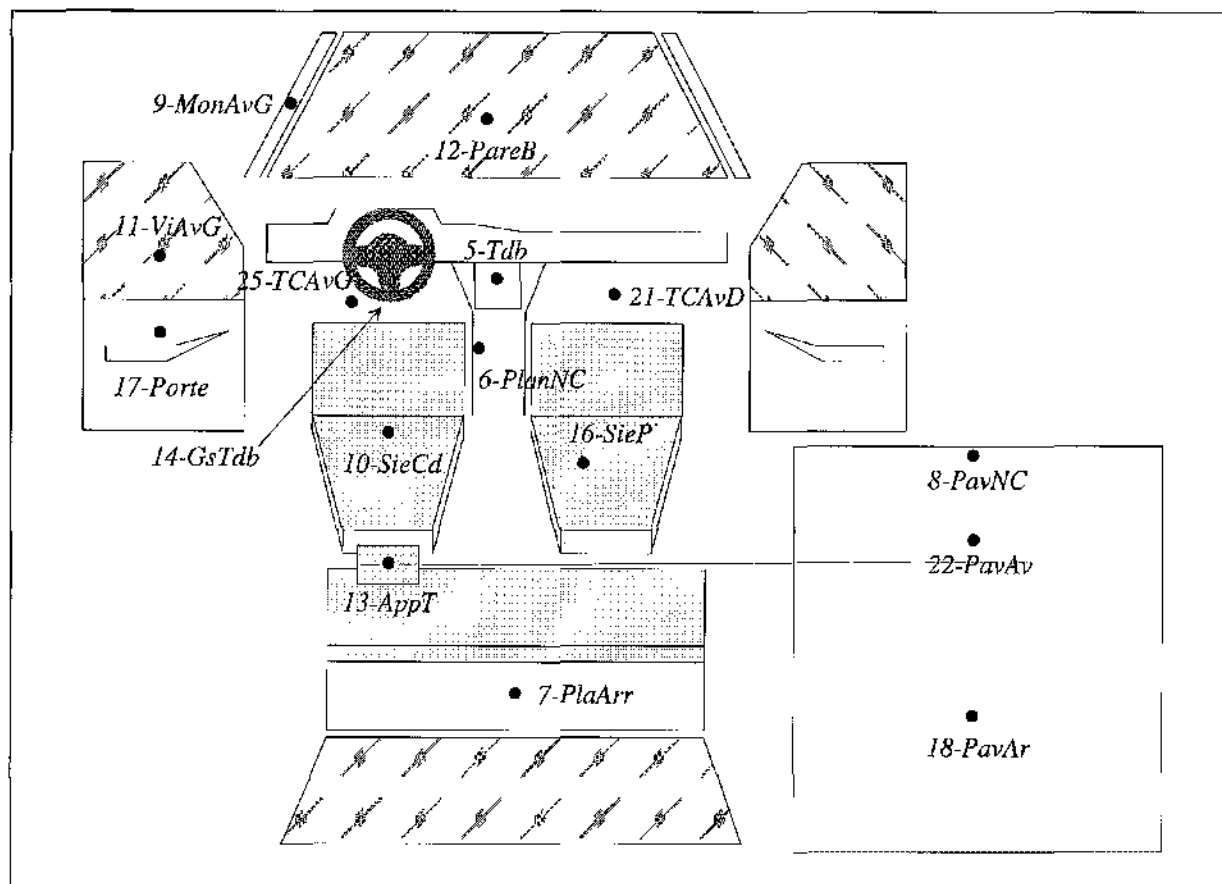 9-MonAvG
12-PareB
11-ViAvG
5-Tdb
25-TCAvG
21-TCAvD
6-PlanNC
17-Porte
16-SieP
14-GsTdb
10-SieCd
8-PavNC
22-PavAv
13-AppT
7-PlaArr
18-PavAr